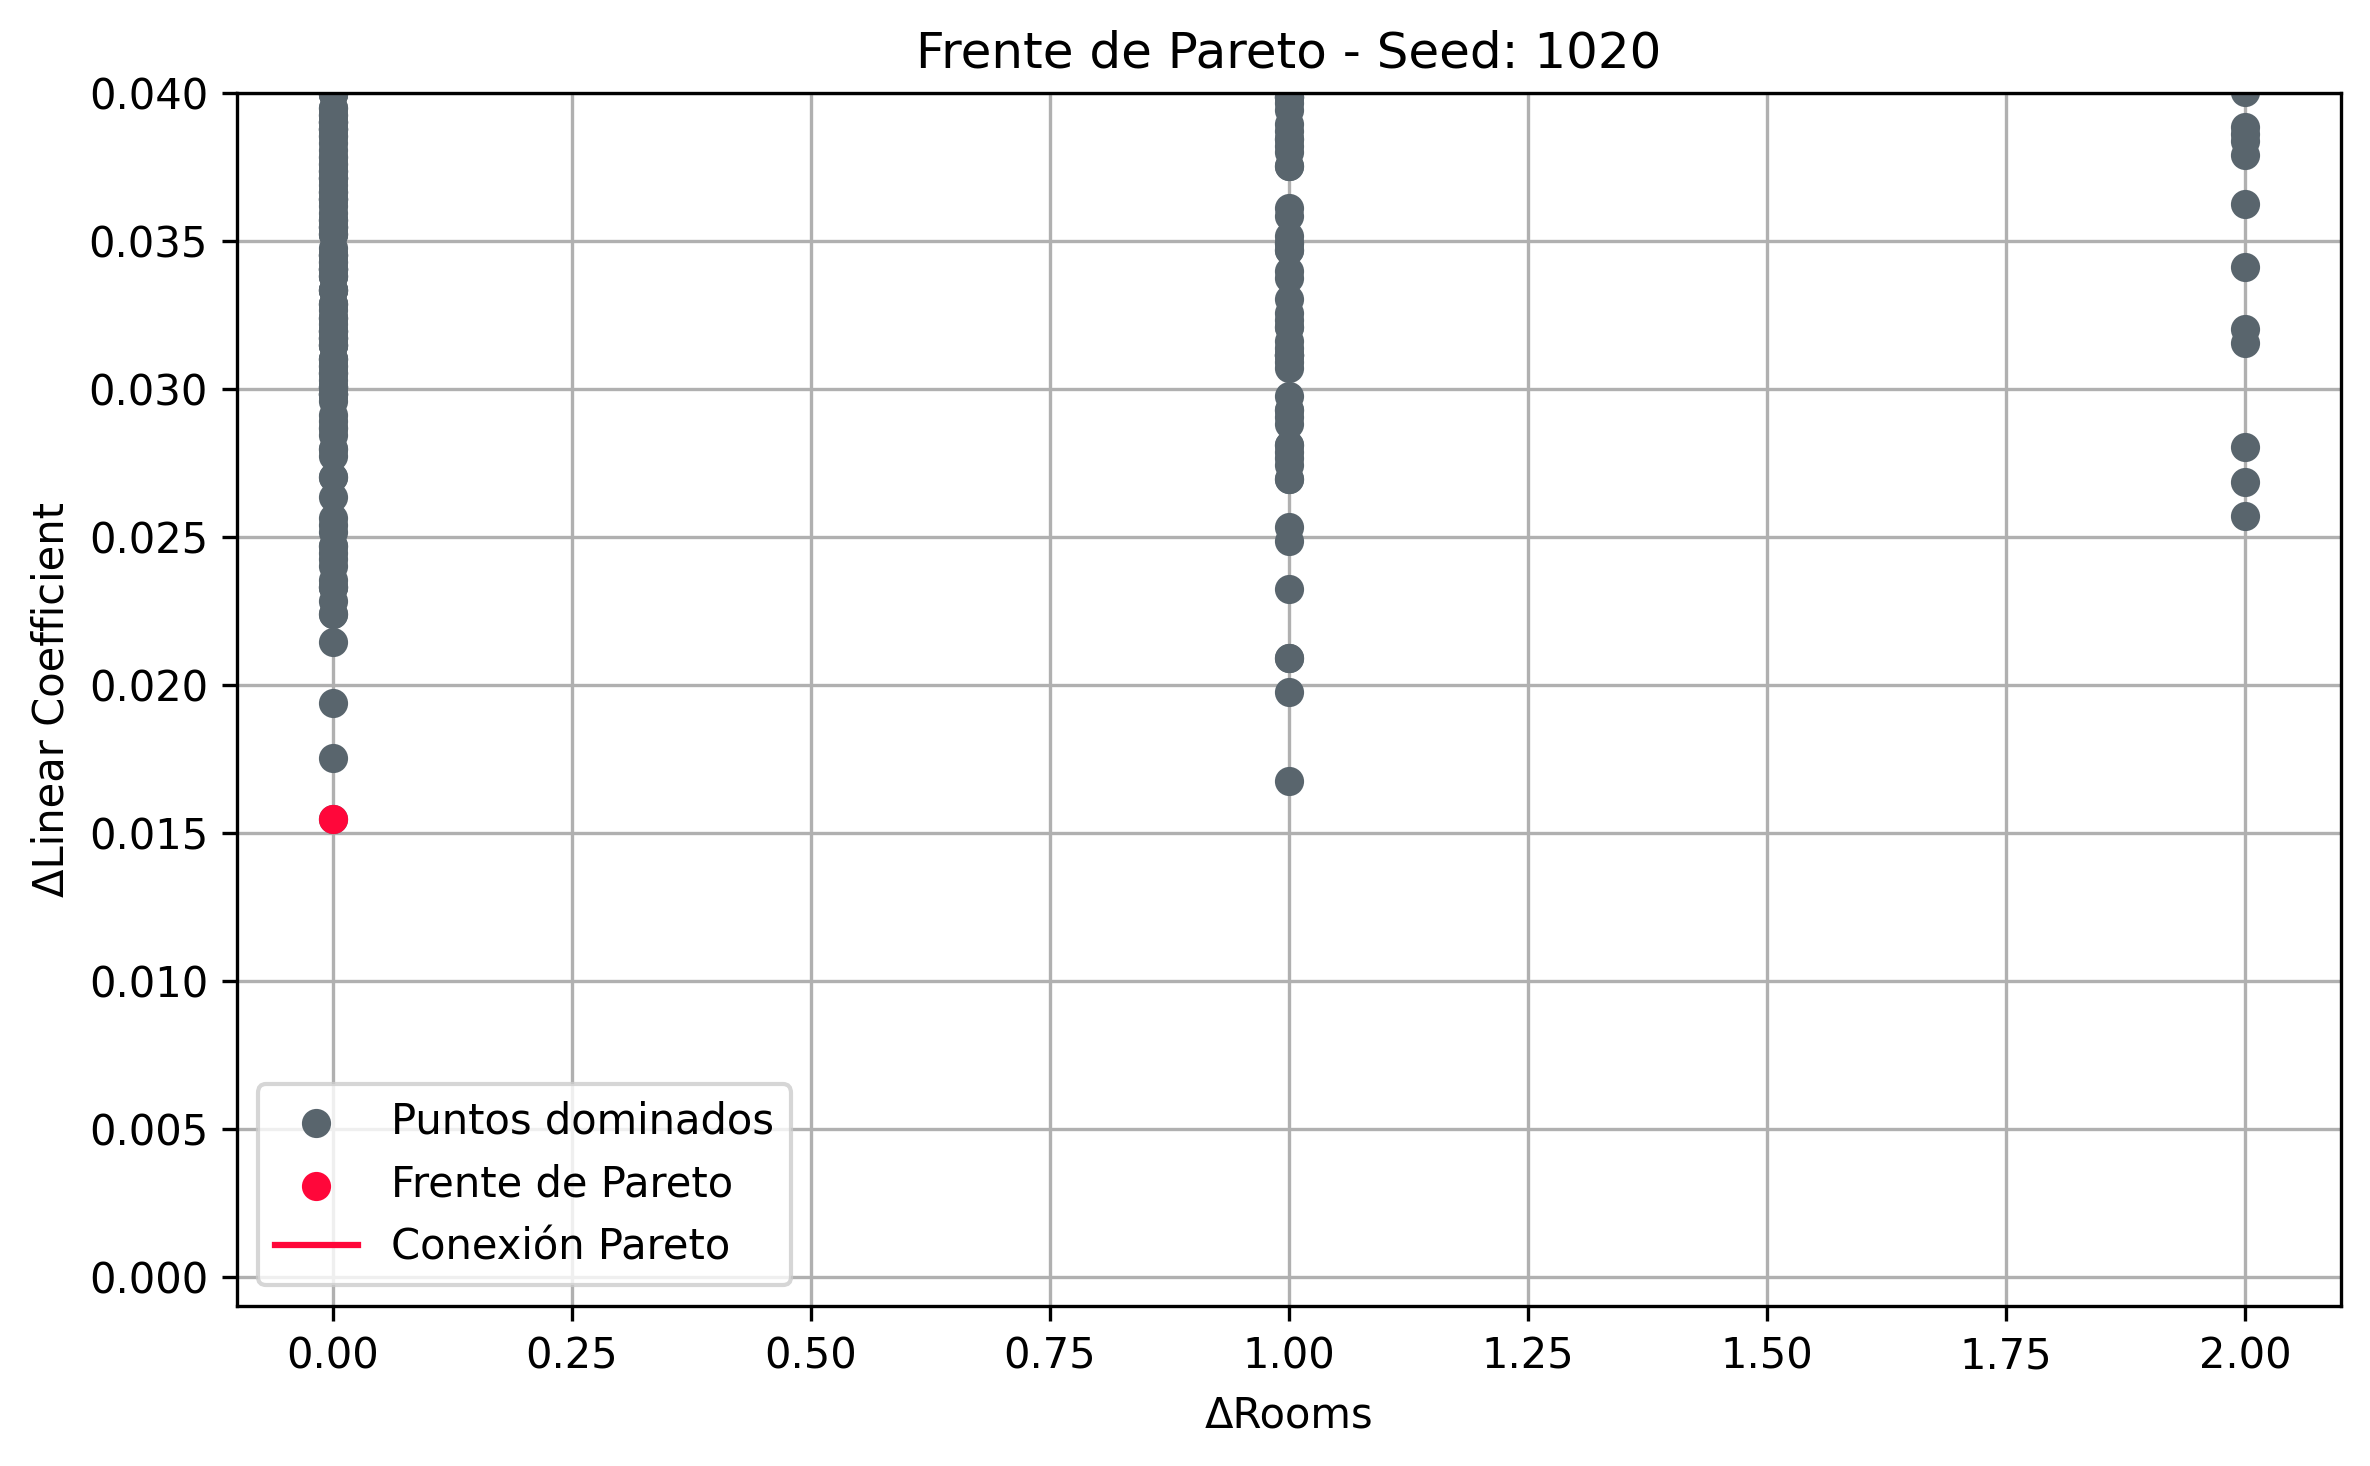 Frente de Pareto - Seed: 1020
ΔLinear Coefficient
0.040
0.035
0.030
0.025
0.020
0.015
0.010
0.005
0.000
Puntos dominados
Frente de Pareto
Conexión Pareto
0.00 0.25 0.50 0.75 1.00 1.25 1.50 1.75 2.00
ΔRooms